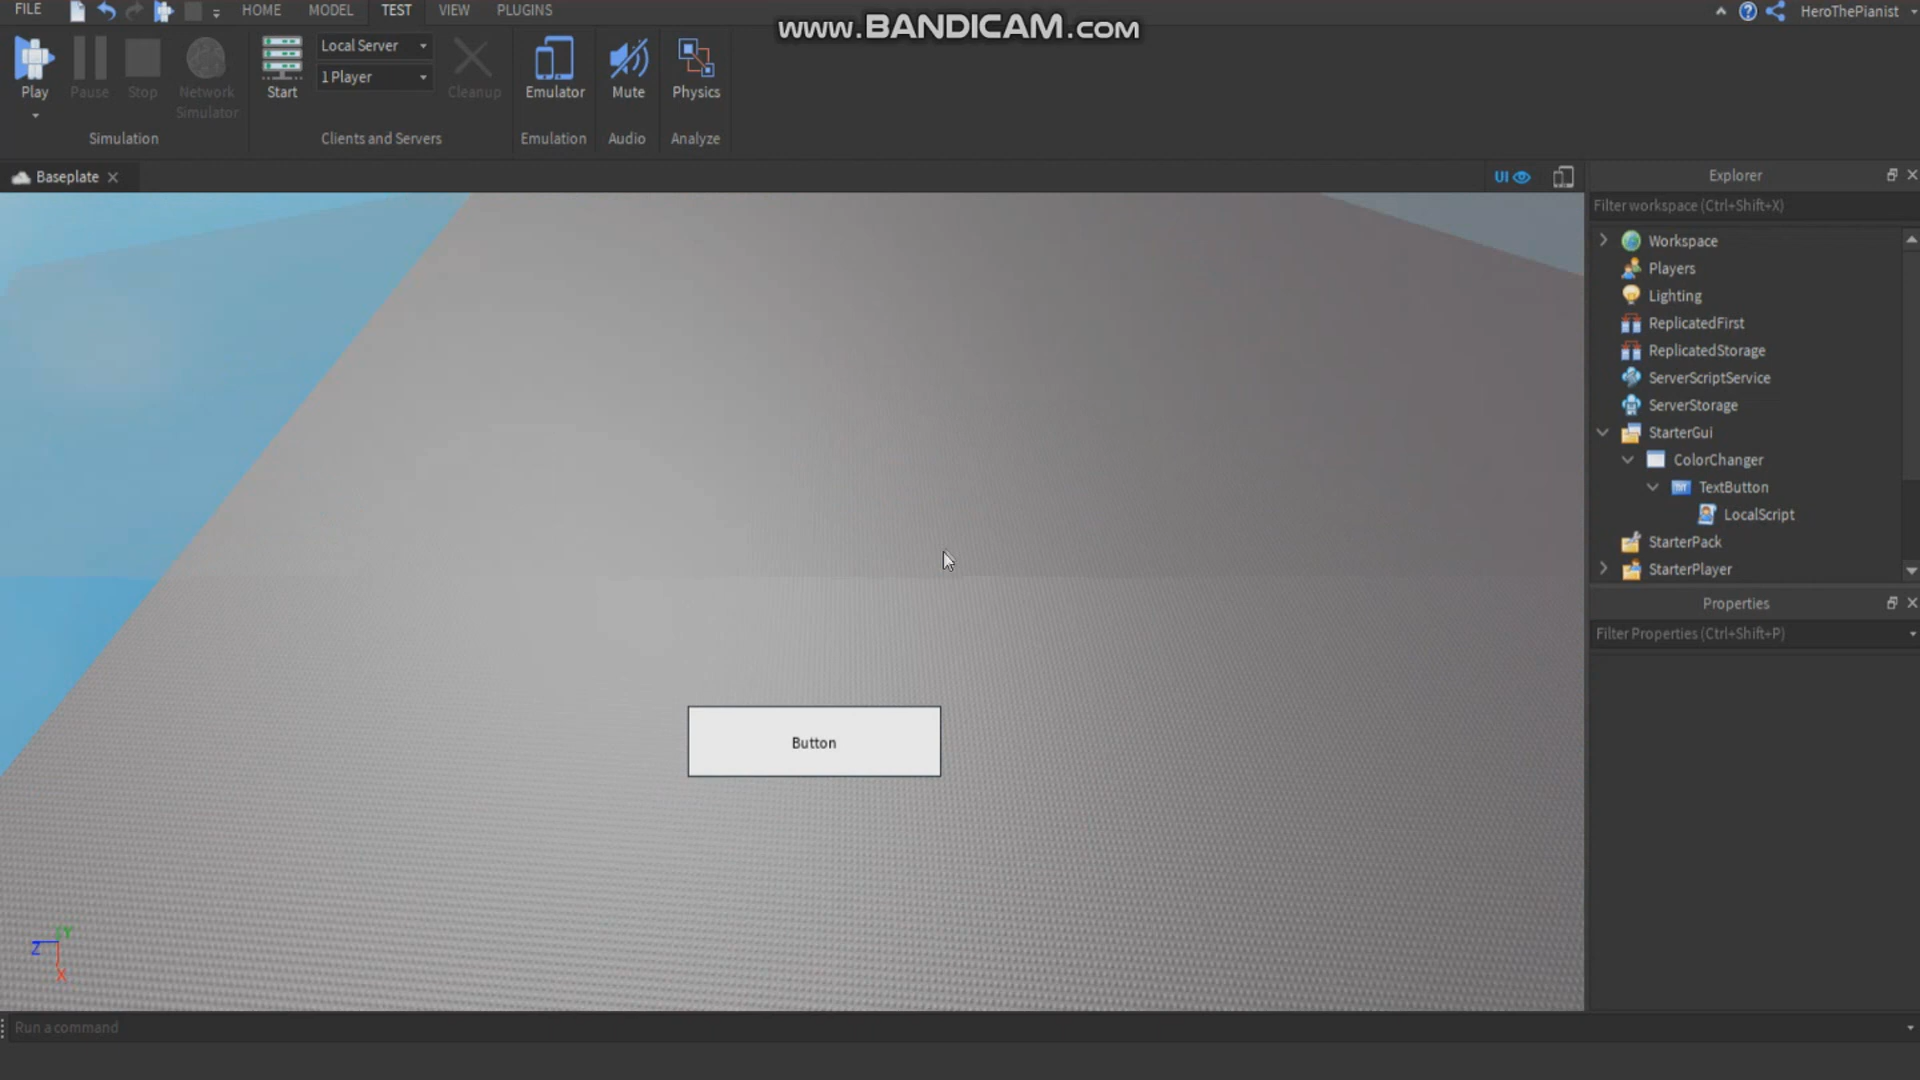 FILE HOME MODEL TEST VIEW PLUGINS
www.BANDICAM.com
HeroThePianist
Local Server
1 Player
Play Pause Stop Network Simulator Start Cleanup Emulator Mute Physics
Simulation Clients and Servers Emulation Audio Analyze
Baseplate
UI
Explorer
Filter workspace (Ctrl+Shift+X)
Workspace
Players
Lighting
ReplicatedFirst
ReplicatedStorage
ServerScriptService
ServerStorage
StarterGui
ColorChanger
TXT TextButton
LocalScript
StarterPack
StarterPlayer
Properties
Filter Properties (Ctrl+Shift+P)
Button
Y
Z
X
Run a command